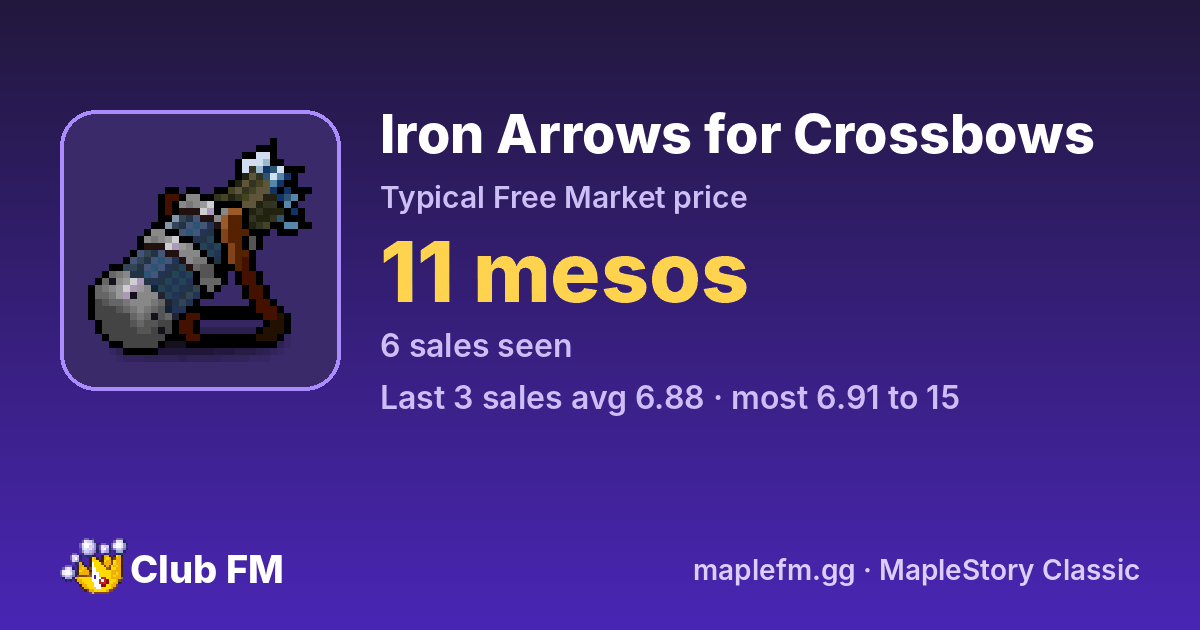 Iron Arrows for Crossbows
Typical Free Market price
11 mesos
6 sales seen
Last 3 sales avg 6.88 · most 6.91 to 15
Club FM
maplefm.gg · MapleStory Classic